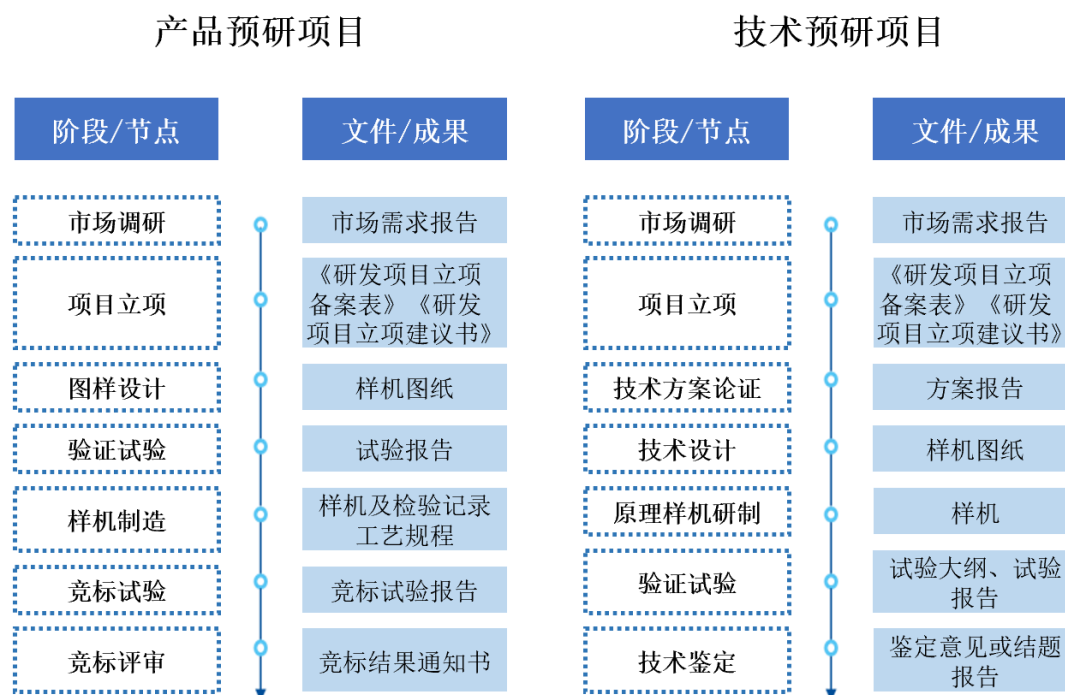 产品预研项目
技术预研项目
阶段/节点
文件/成果
阶段/节点
文件/成果
市场调研
市场需求报告
市场调研
市场需求报告
项目立项
《研发项目立项
备案表》《研发
项目立项建议书》
项目立项
《研发项目立项
备案表》《研发
项目立项建议书》
图样设计
样机图纸
技术方案论证
方案报告
验证试验
试验报告
技术设计
样机图纸
样机制造
样机及检验记录
工艺规程
原理样机研制
样机
竞标试验
竞标试验报告
验证试验
试验大纲、试验
报告
竞标评审
竞标结果通知书
技术鉴定
鉴定意见或结题
报告